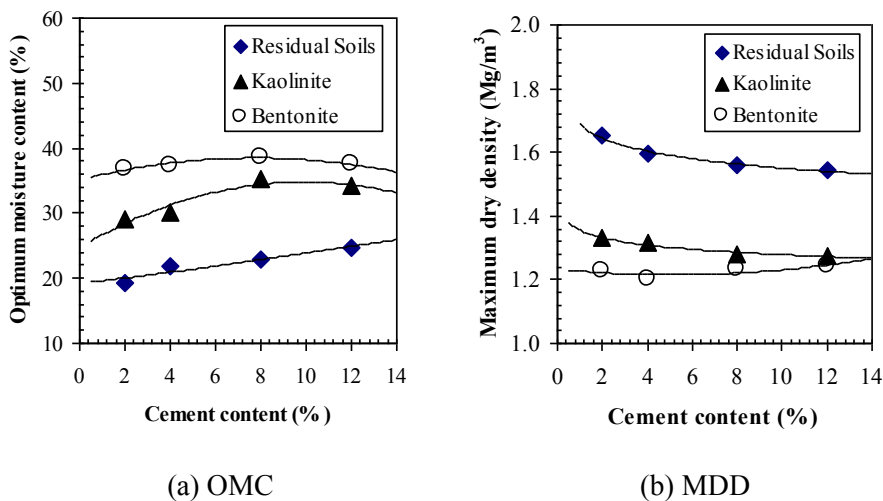 Optimum moisture content (%)
60
50
40
30
20
10
Residual Soils
Kaolinite
Bentonite
0 2 4 6 8 10 12 14
Cement content (%)
(a) OMC
Maximum dry density (Mg/m³)
2.0
1.8
1.6
1.4
1.2
1.0
Residual Soils
Kaolinite
Bentonite
0 2 4 6 8 10 12 14
Cement content (%)
(b) MDD